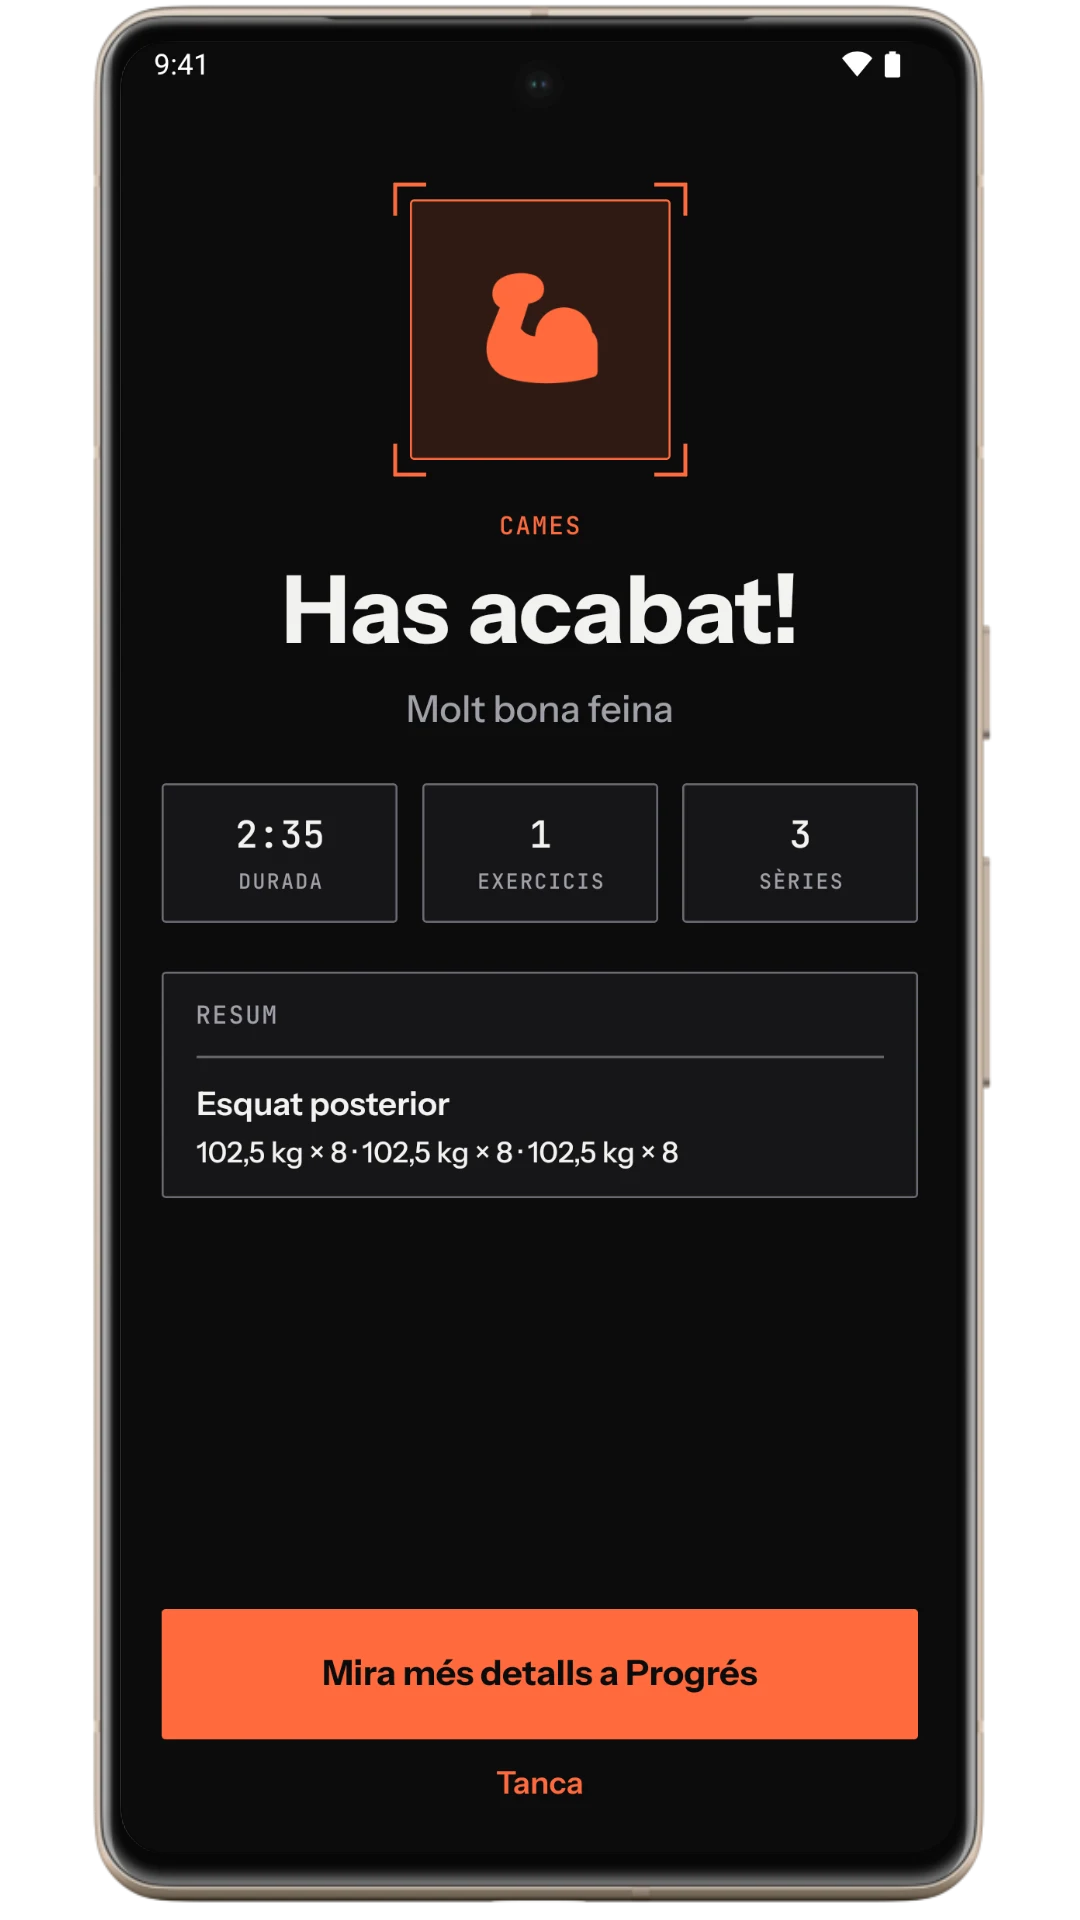 9:41
CAMES
Has acabat!
Molt bona feina
2:35
DURADA
1
EXERCICIS
3
SÈRIES
RESUM
Esquat posterior
102,5 kg × 8 · 102,5 kg × 8 · 102,5 kg × 8
Mira més detalls a Progrés
Tanca